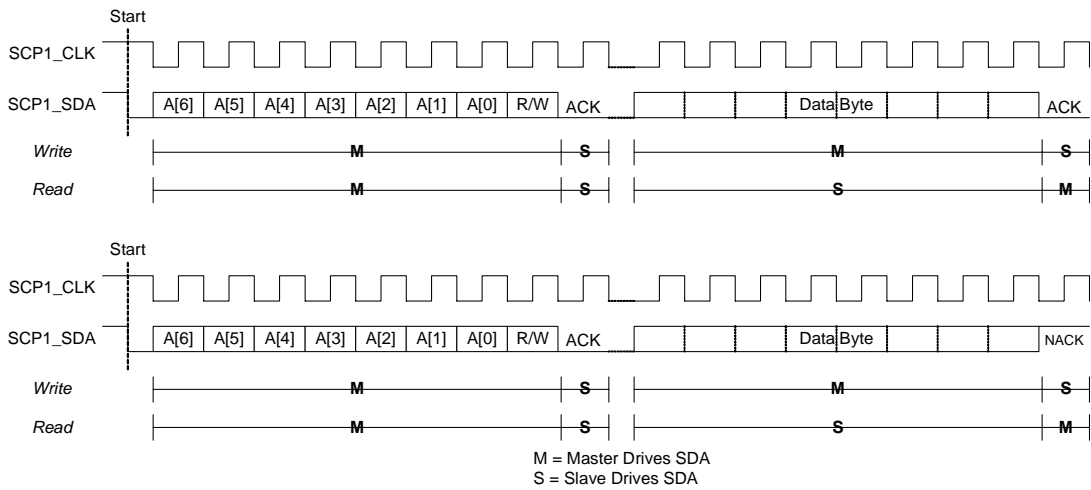 Start
SCP1_CLK
SCP1_SDA A[6] A[5] A[4] A[3] A[2] A[1] A[0] R/W ACK Data Byte ACK
Write M S M S
Read M S S M
Start
SCP1_CLK
SCP1_SDA A[6] A[5] A[4] A[3] A[2] A[1] A[0] R/W ACK Data Byte NACK
Write M S M S
Read M S S M
M = Master Drives SDA
S = Slave Drives SDA